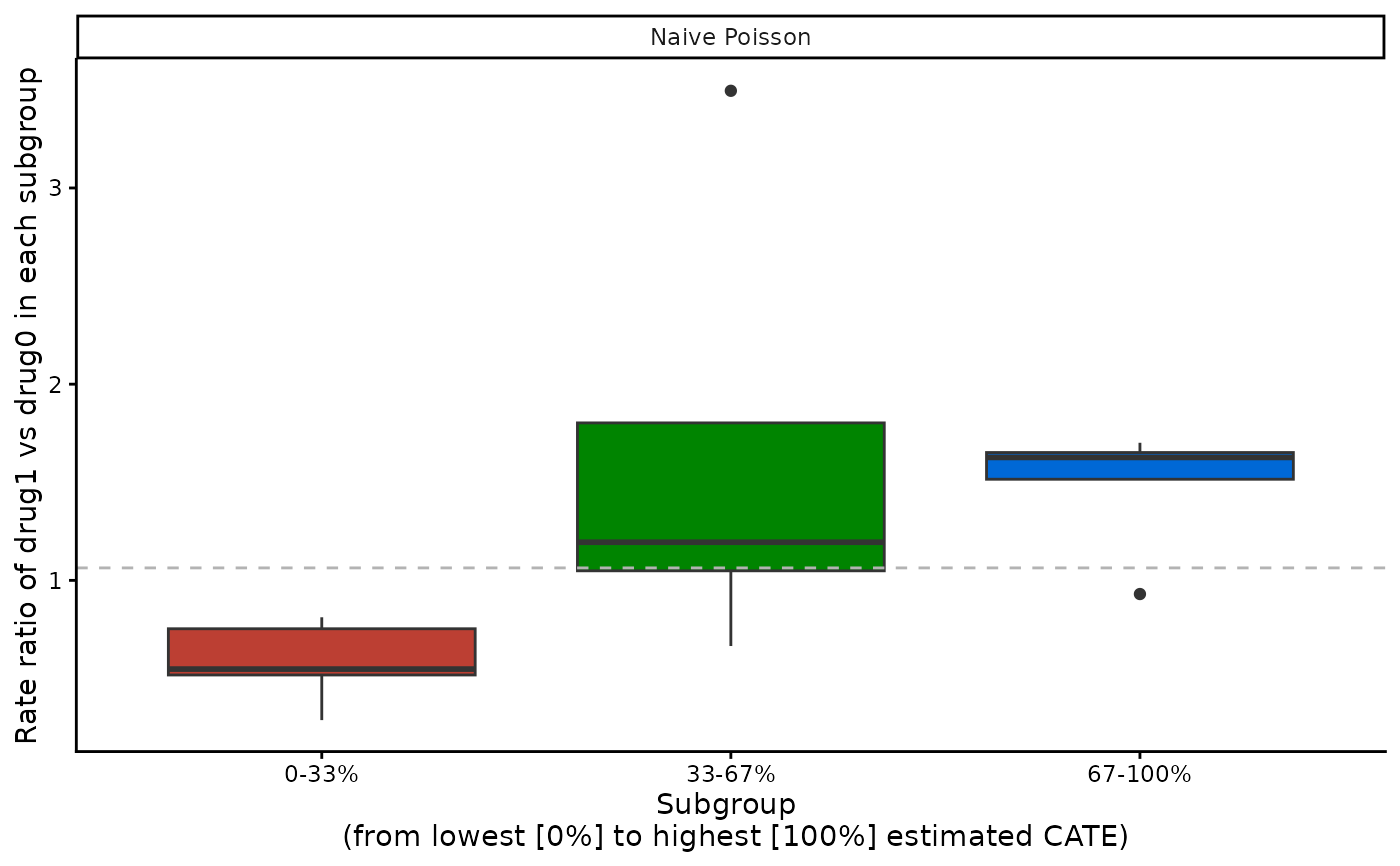 Naive Poisson
Rate ratio of drug1 vs drug0 in each subgroup
3
2
1
0-33%
33-67%
67-100%
Subgroup
(from lowest [0%] to highest [100%] estimated CATE)